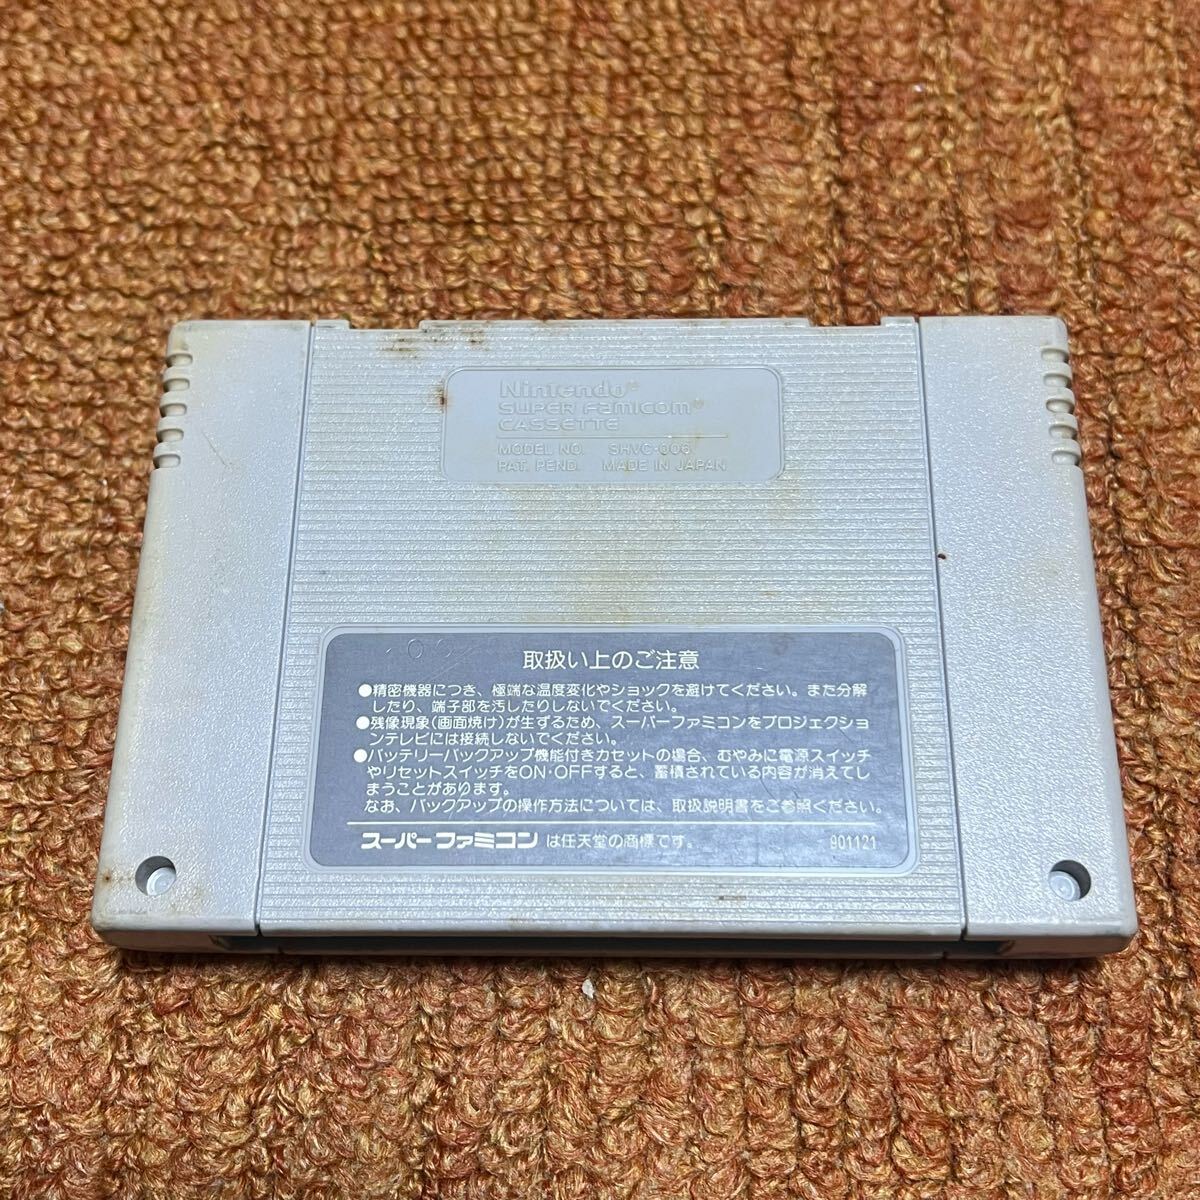 Nintendo®
SUPER Famicom®
CASSETTE
MODEL NO. SHVC-006
PAT. PEND. MADE IN JAPAN
取扱い上のご注意
●精密機器につき、極端な温度変化やショックを避けてください。また分解
したり、端子部を汚したりしないでください。
●残像現象(画面焼け)が生ずるため、スーパーファミコンをプロジェクショ
ンテレビには接続しないでください。
●バッテリーバックアップ機能付きカセットの場合、むやみに電源スイッチ
やリセットスイッチをON・OFFすると、蓄積されている内容が消えてし
まうことがあります。
なお、バックアップの操作方法については、取扱説明書をご参照ください。
スーパーファミコン は任天堂の商標です。 901121